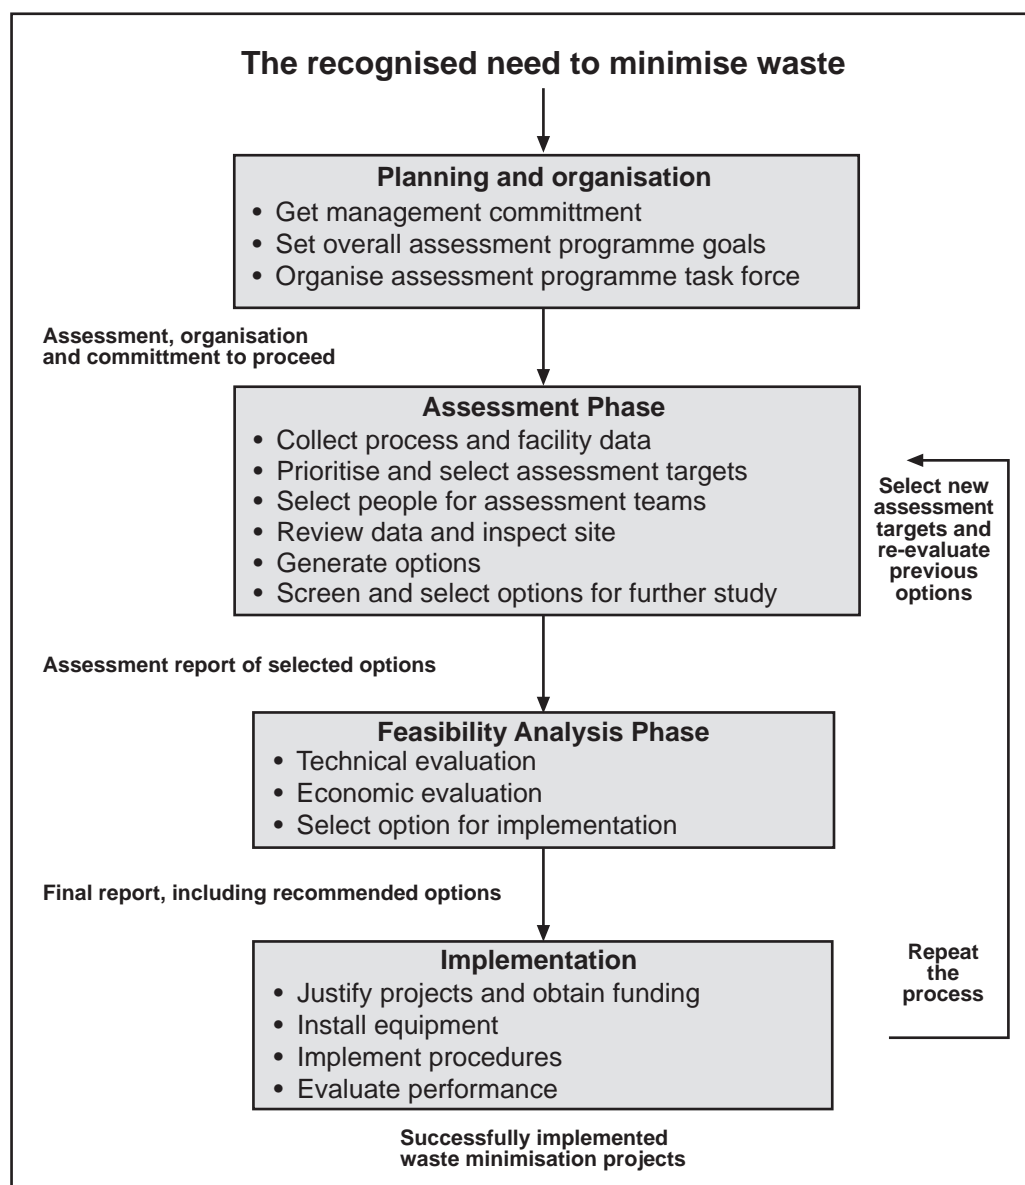 The recognised need to minimise waste
Planning and organisation
• Get management committment
• Set overall assessment programme goals
• Organise assessment programme task force
Assessment, organisation
and committment to proceed
Assessment Phase
• Collect process and facility data
• Prioritise and select assessment targets
• Select people for assessment teams
• Review data and inspect site
• Generate options
• Screen and select options for further study
Select new
assessment
targets and
re-evaluate
previous
options
Assessment report of selected options
Feasibility Analysis Phase
• Technical evaluation
• Economic evaluation
• Select option for implementation
Final report, including recommended options
Implementation
• Justify projects and obtain funding
• Install equipment
• Implement procedures
• Evaluate performance
Repeat
the
process
Successfully implemented
waste minimisation projects